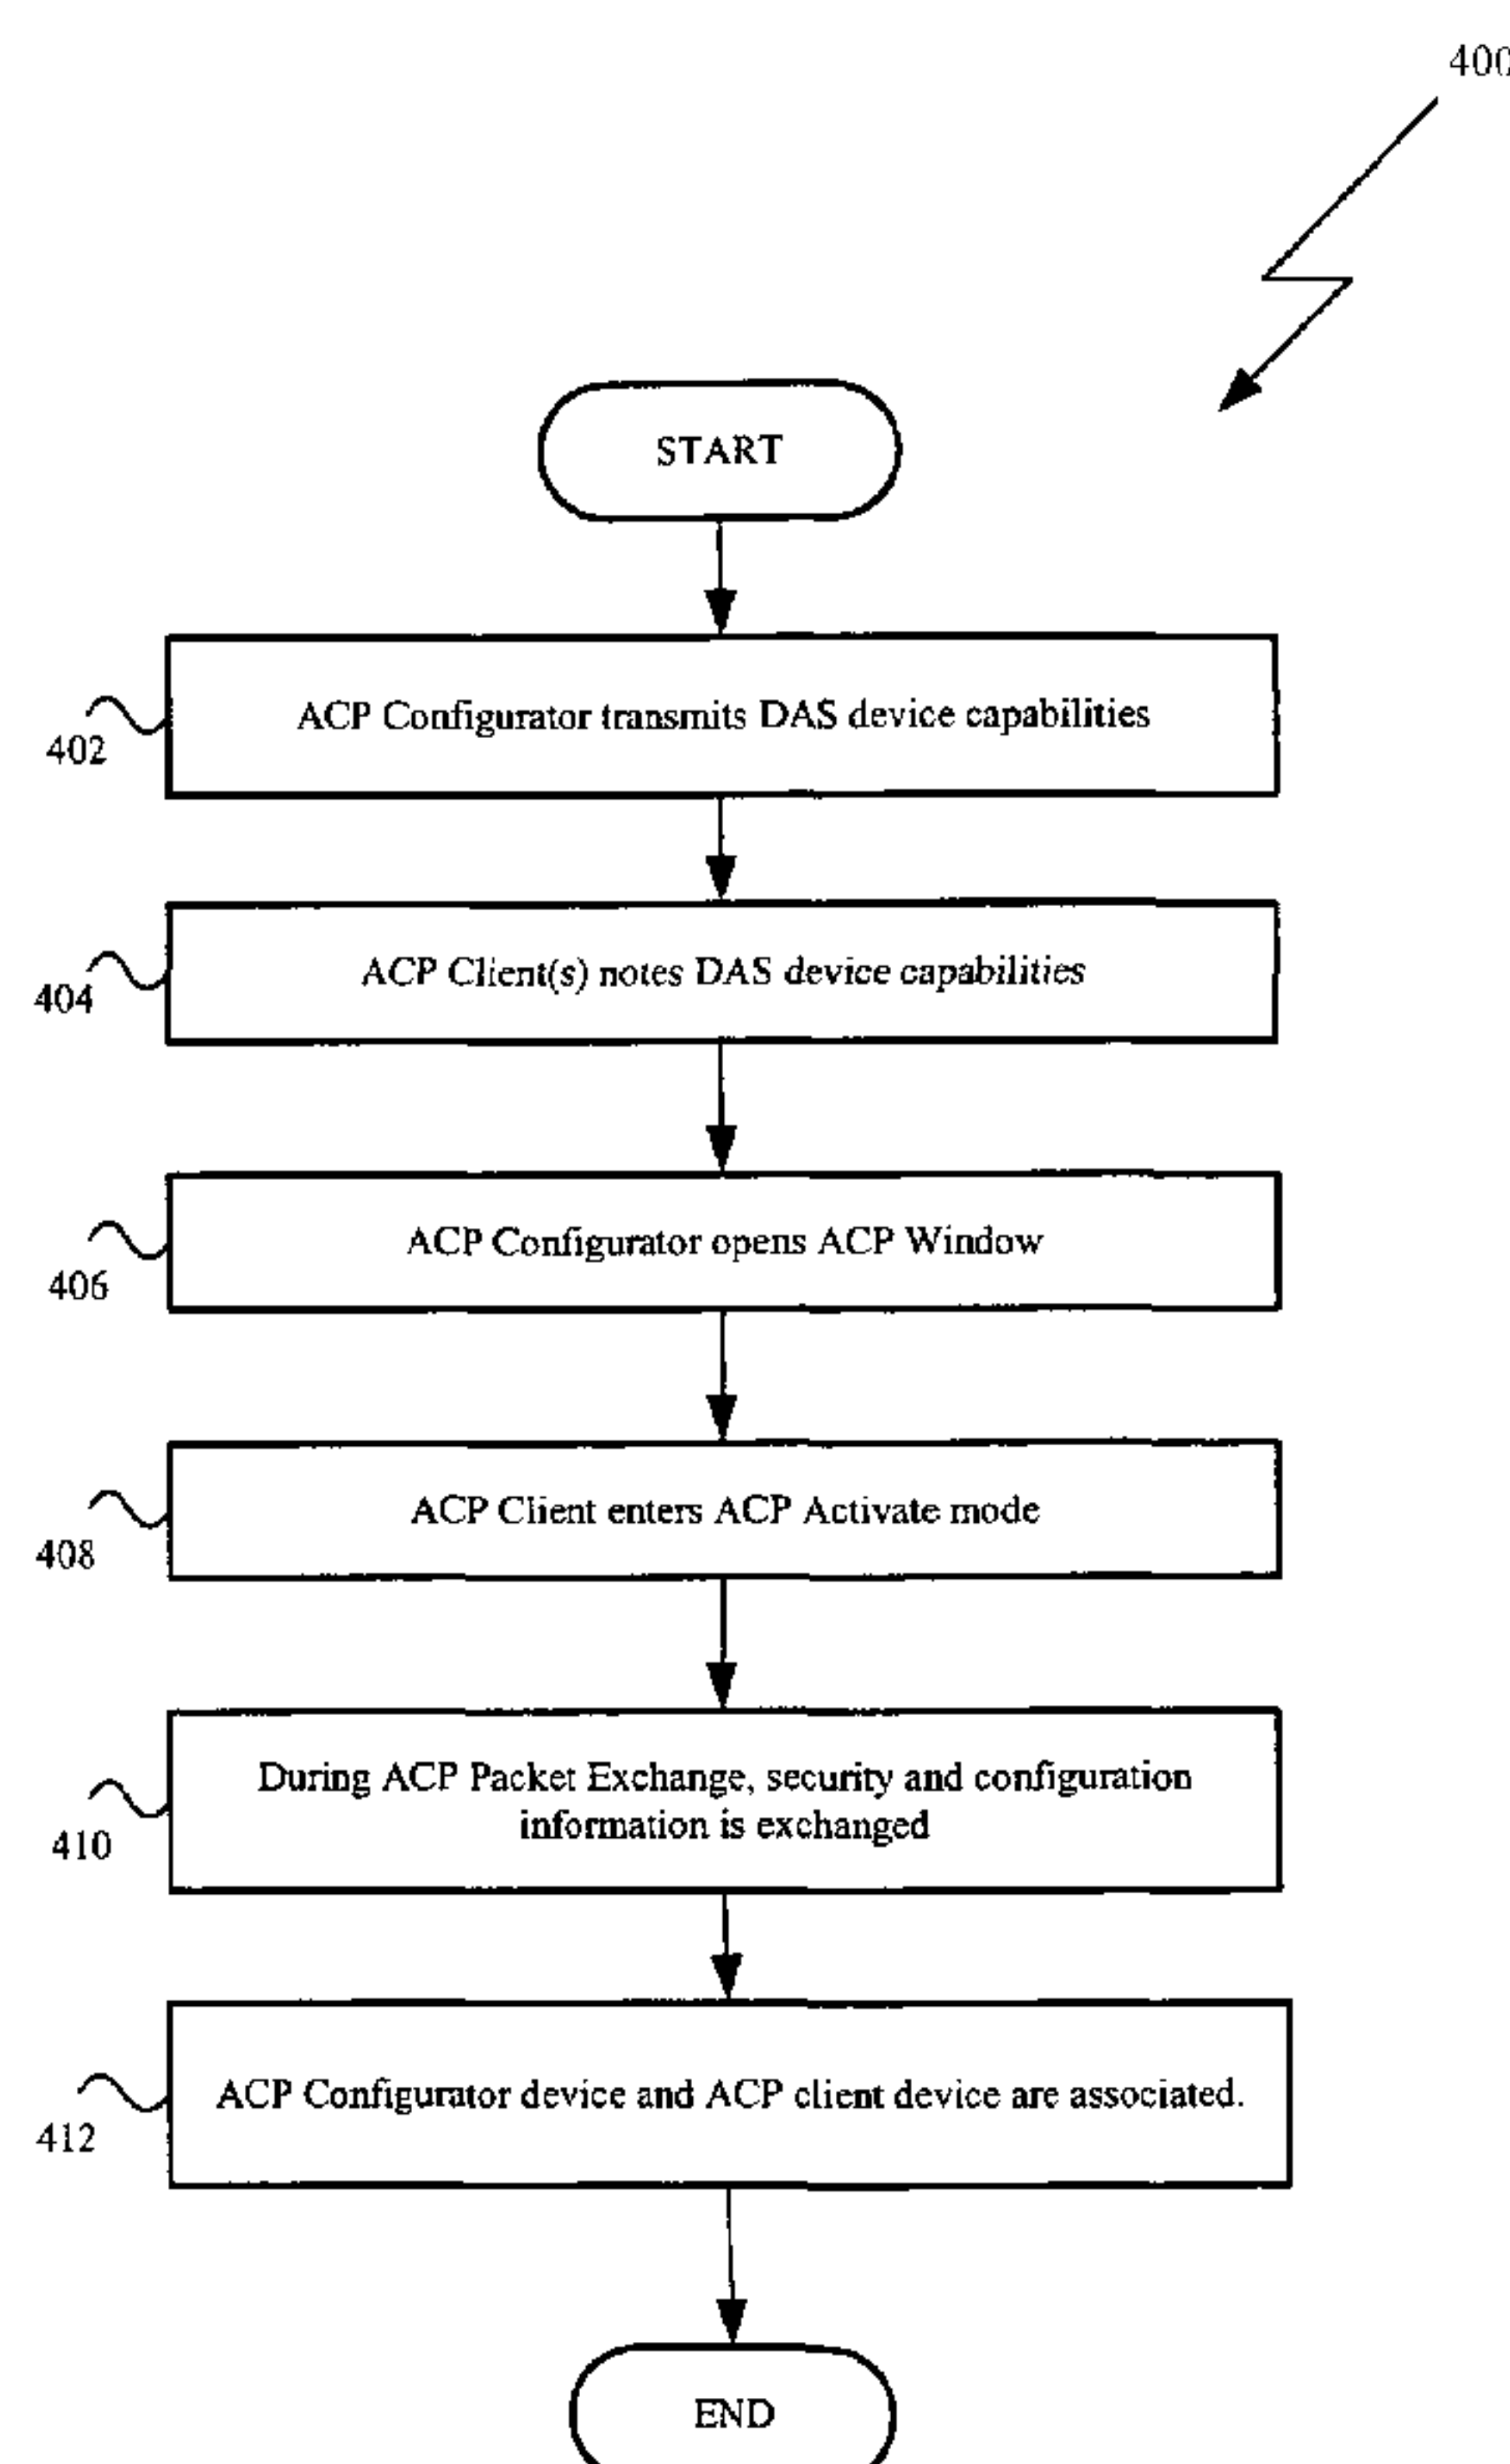 400
START
ACP Configurator transmits DAS device capabilities
402
ACP Client(s) notes DAS device capabilities
404
ACP Configurator opens ACP Window
406
ACP Client enters ACP Activate mode
408
During ACP Packet Exchange, security and configuration
information is exchanged
410
ACP Configurator device and ACP client device are associated.
412
END